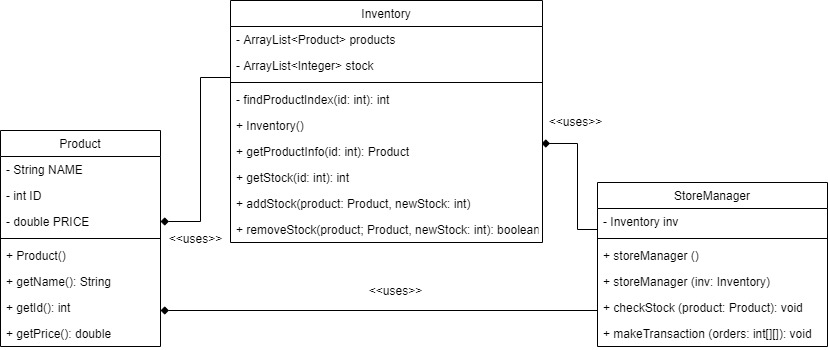 Inventory
- ArrayList<Product> products
- ArrayList<Integer> stock
- findProductIndex(id: int): int
+ Inventory()
+ getProductInfo(id: int): Product
+ getStock(id: int): int
+ addStock(product: Product, newStock: int)
+ removeStock(product; Product, newStock: int): boolean
<<uses>>
Product
- String NAME
- int ID
- double PRICE
+ Product()
+ getName(): String
+ getId(): int
+ getPrice(): double
<<uses>>
<<uses>>
StoreManager
- Inventory inv
+ storeManager ()
+ storeManager (inv: Inventory)
+ checkStock (product: Product): void
+ makeTransaction (orders: int[][]): void